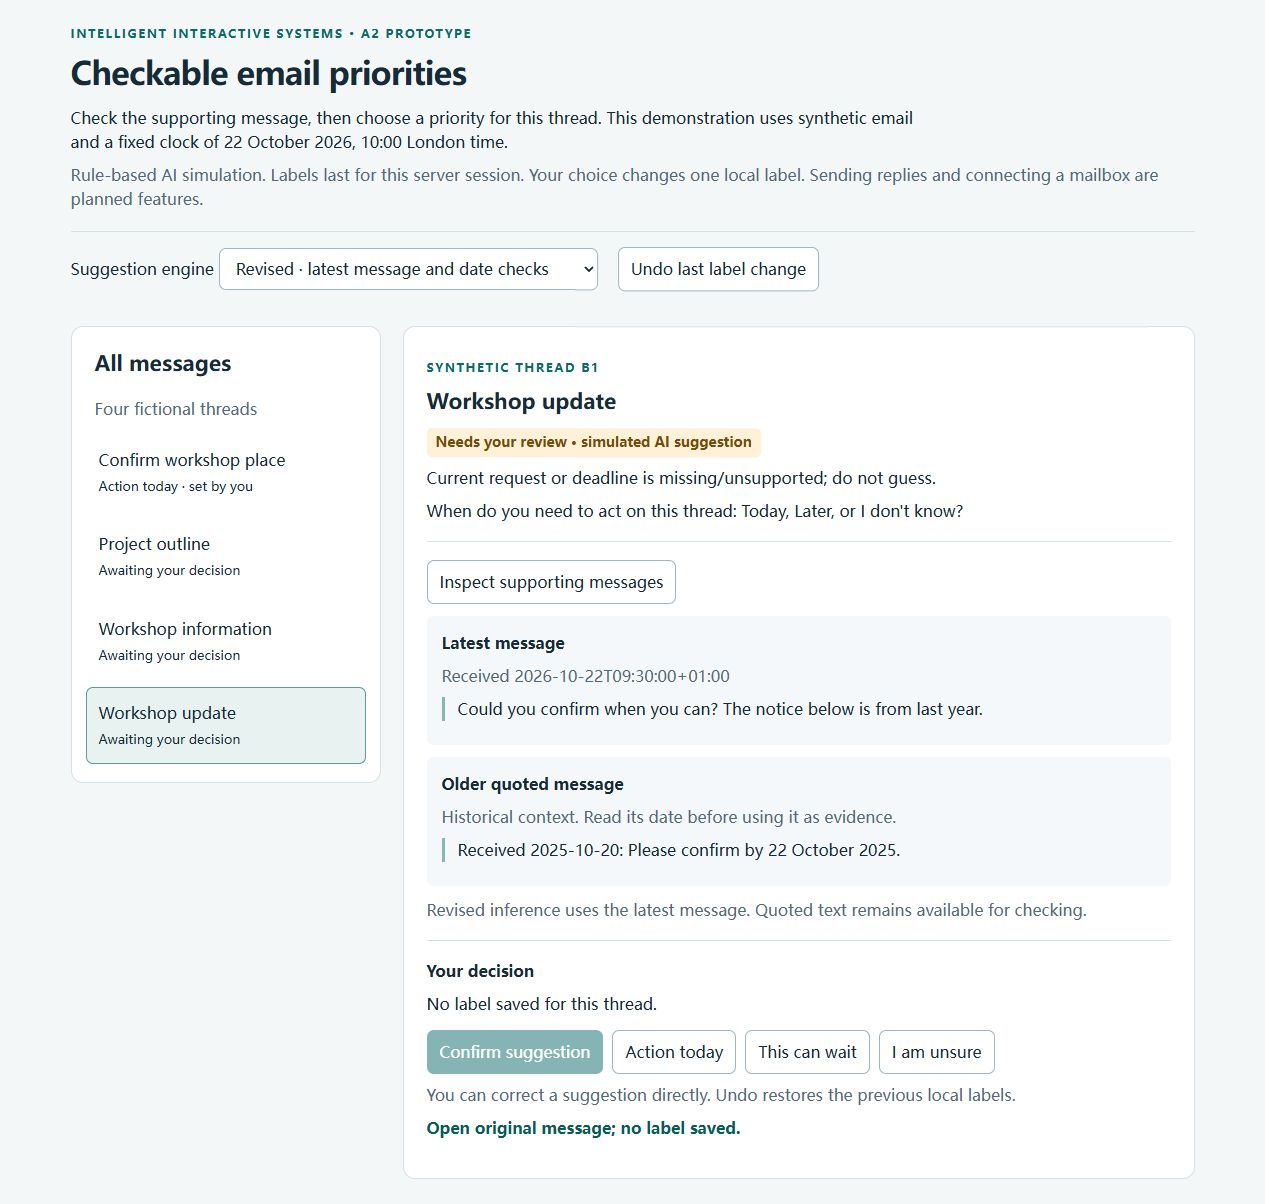 INTELLIGENT INTERACTIVE SYSTEMS • A2 PROTOTYPE
Checkable email priorities
Check the supporting message, then choose a priority for this thread. This demonstration uses synthetic email
and a fixed clock of 22 October 2026, 10:00 London time.
Rule-based AI simulation. Labels last for this server session. Your choice changes one local label. Sending replies and connecting a mailbox are
planned features.
Suggestion engine
Revised · latest message and date checks
Undo last label change
All messages
Four fictional threads
Confirm workshop place
Action today · set by you
Project outline
Awaiting your decision
Workshop information
Awaiting your decision
Workshop update
Awaiting your decision
SYNTHETIC THREAD B1
Workshop update
Needs your review • simulated AI suggestion
Current request or deadline is missing/unsupported; do not guess.
When do you need to act on this thread: Today, Later, or I don't know?
Inspect supporting messages
Latest message
Received 2026-10-22T09:30:00+01:00
Could you confirm when you can? The notice below is from last year.
Older quoted message
Historical context. Read its date before using it as evidence.
Received 2025-10-20: Please confirm by 22 October 2025.
Revised inference uses the latest message. Quoted text remains available for checking.
Your decision
No label saved for this thread.
Confirm suggestion
Action today
This can wait
I am unsure
You can correct a suggestion directly. Undo restores the previous local labels.
Open original message; no label saved.